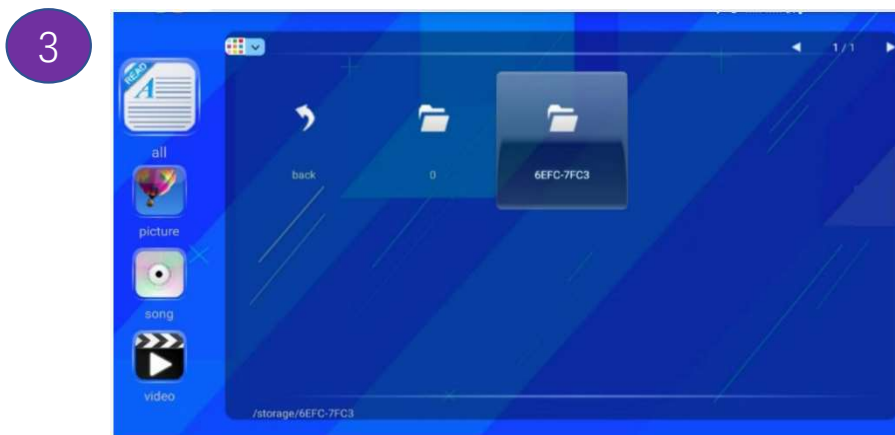 3
1/1
READ
A
all
back
0
6EFC-7FC3
picture
song
video
/storage/6EFC-7FC3